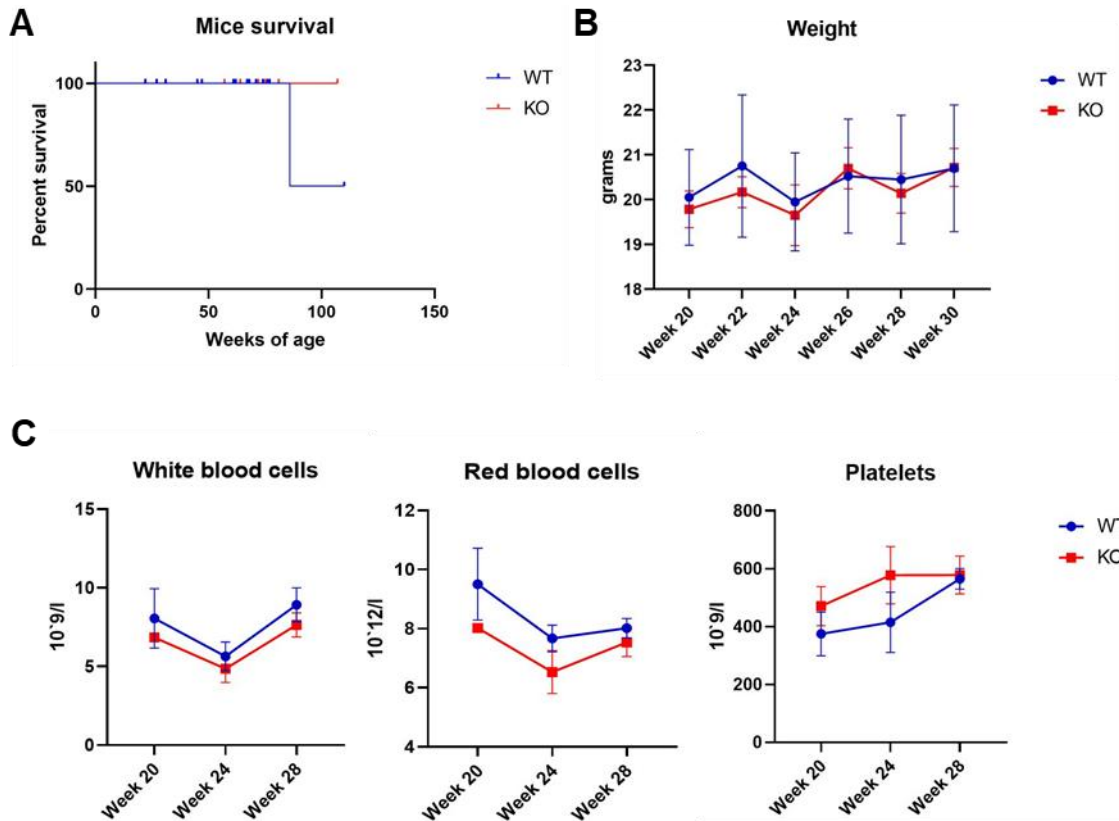 A
Mice survival
Percent survival
100
50
0
0 50 100 150
Weeks of age
WT
KO
B
Weight
grams
23
22
21
20
19
18
Week 20 Week 22 Week 24 Week 26 Week 28 Week 30
WT
KO
C
White blood cells
10`9/l
15
10
5
0
Week 20 Week 24 Week 28
Red blood cells
10`12/l
12
10
8
6
4
Week 20 Week 24 Week 28
Platelets
10`9/l
800
600
400
200
0
Week 20 Week 24 Week 28
WT
KO